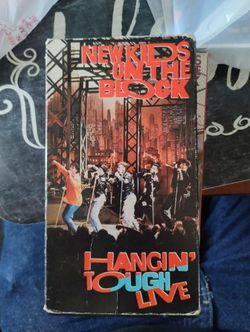 NEW KIDS
ON THE
BLOCK
HANGIN'
TOUGH
LIVE